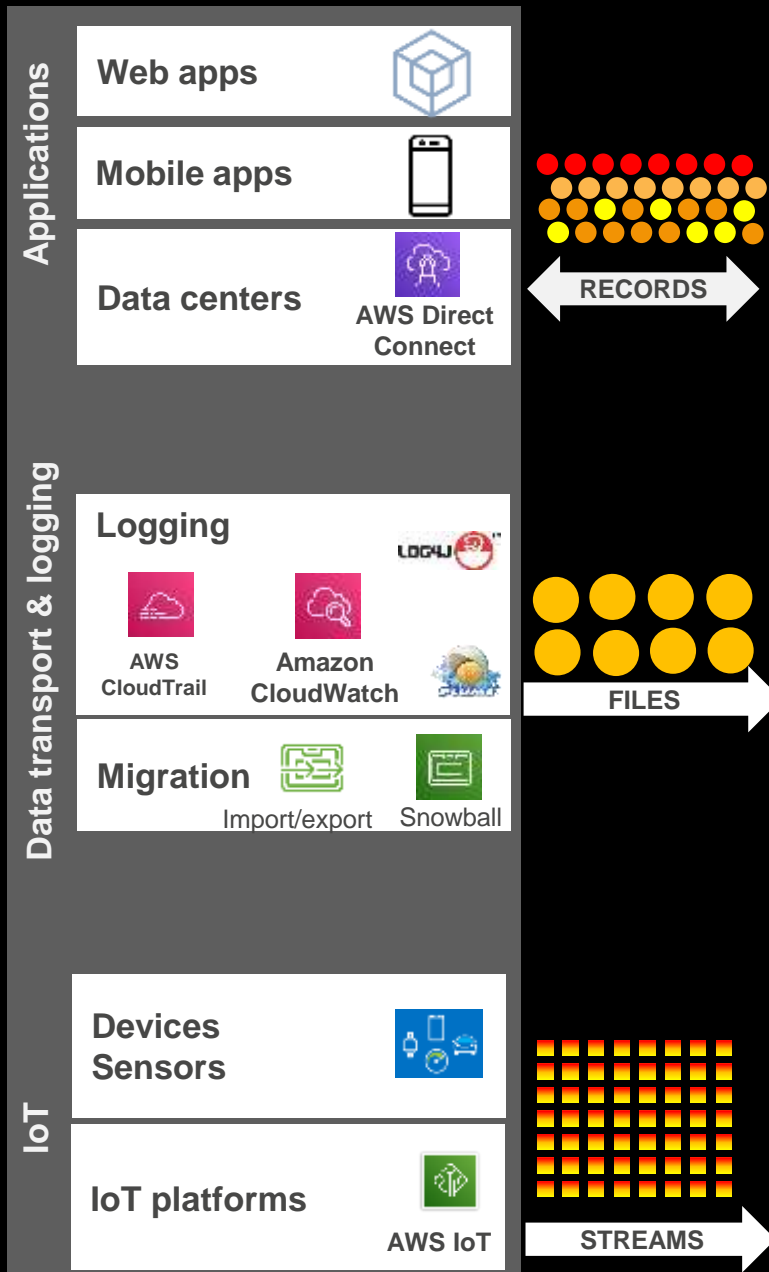 Applications
Web apps
Mobile apps
Data centers
AWS Direct
Connect
RECORDS
Data transport & logging
Logging
LOG4J
AWS
CloudTrail
Amazon
CloudWatch
FILES
Migration
Import/export
Snowball
IoT
Devices
Sensors
IoT platforms
AWS IoT
STREAMS